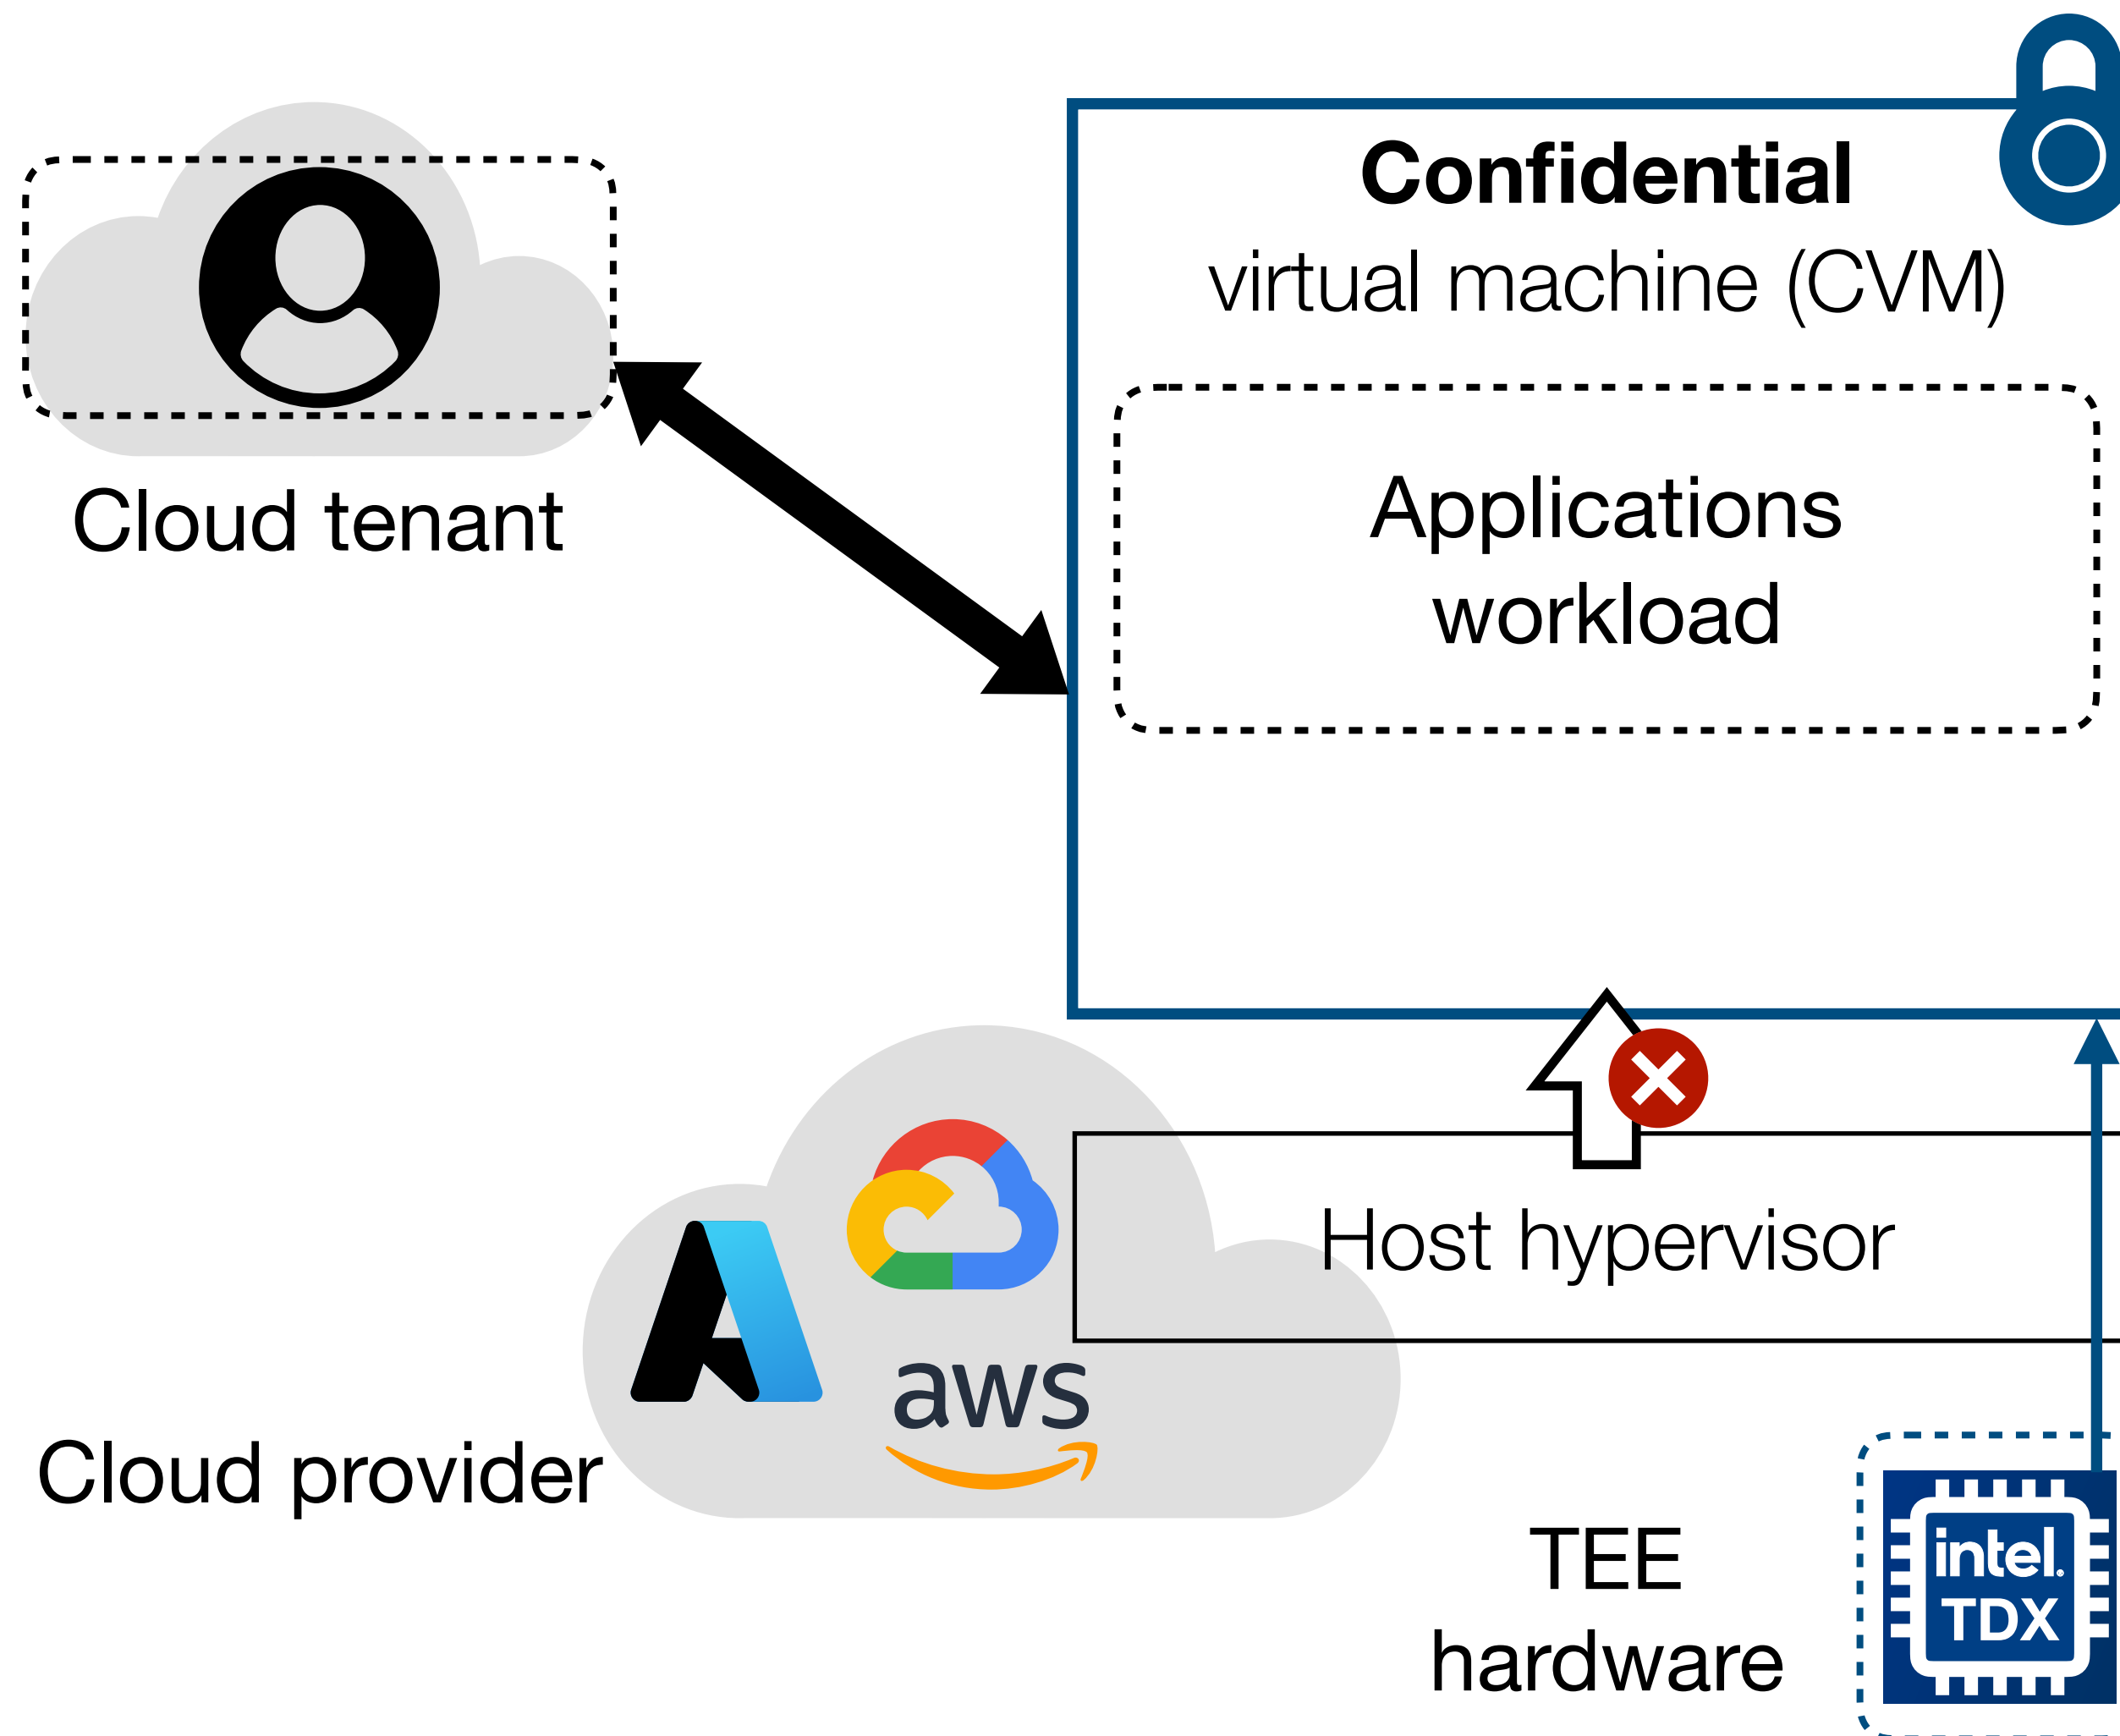 Confidential
virtual machine (CVM)
Cloud tenant
Applications
workload
Host hypervisor
aws
Cloud provider
TEE
hardware
intel.
TDX